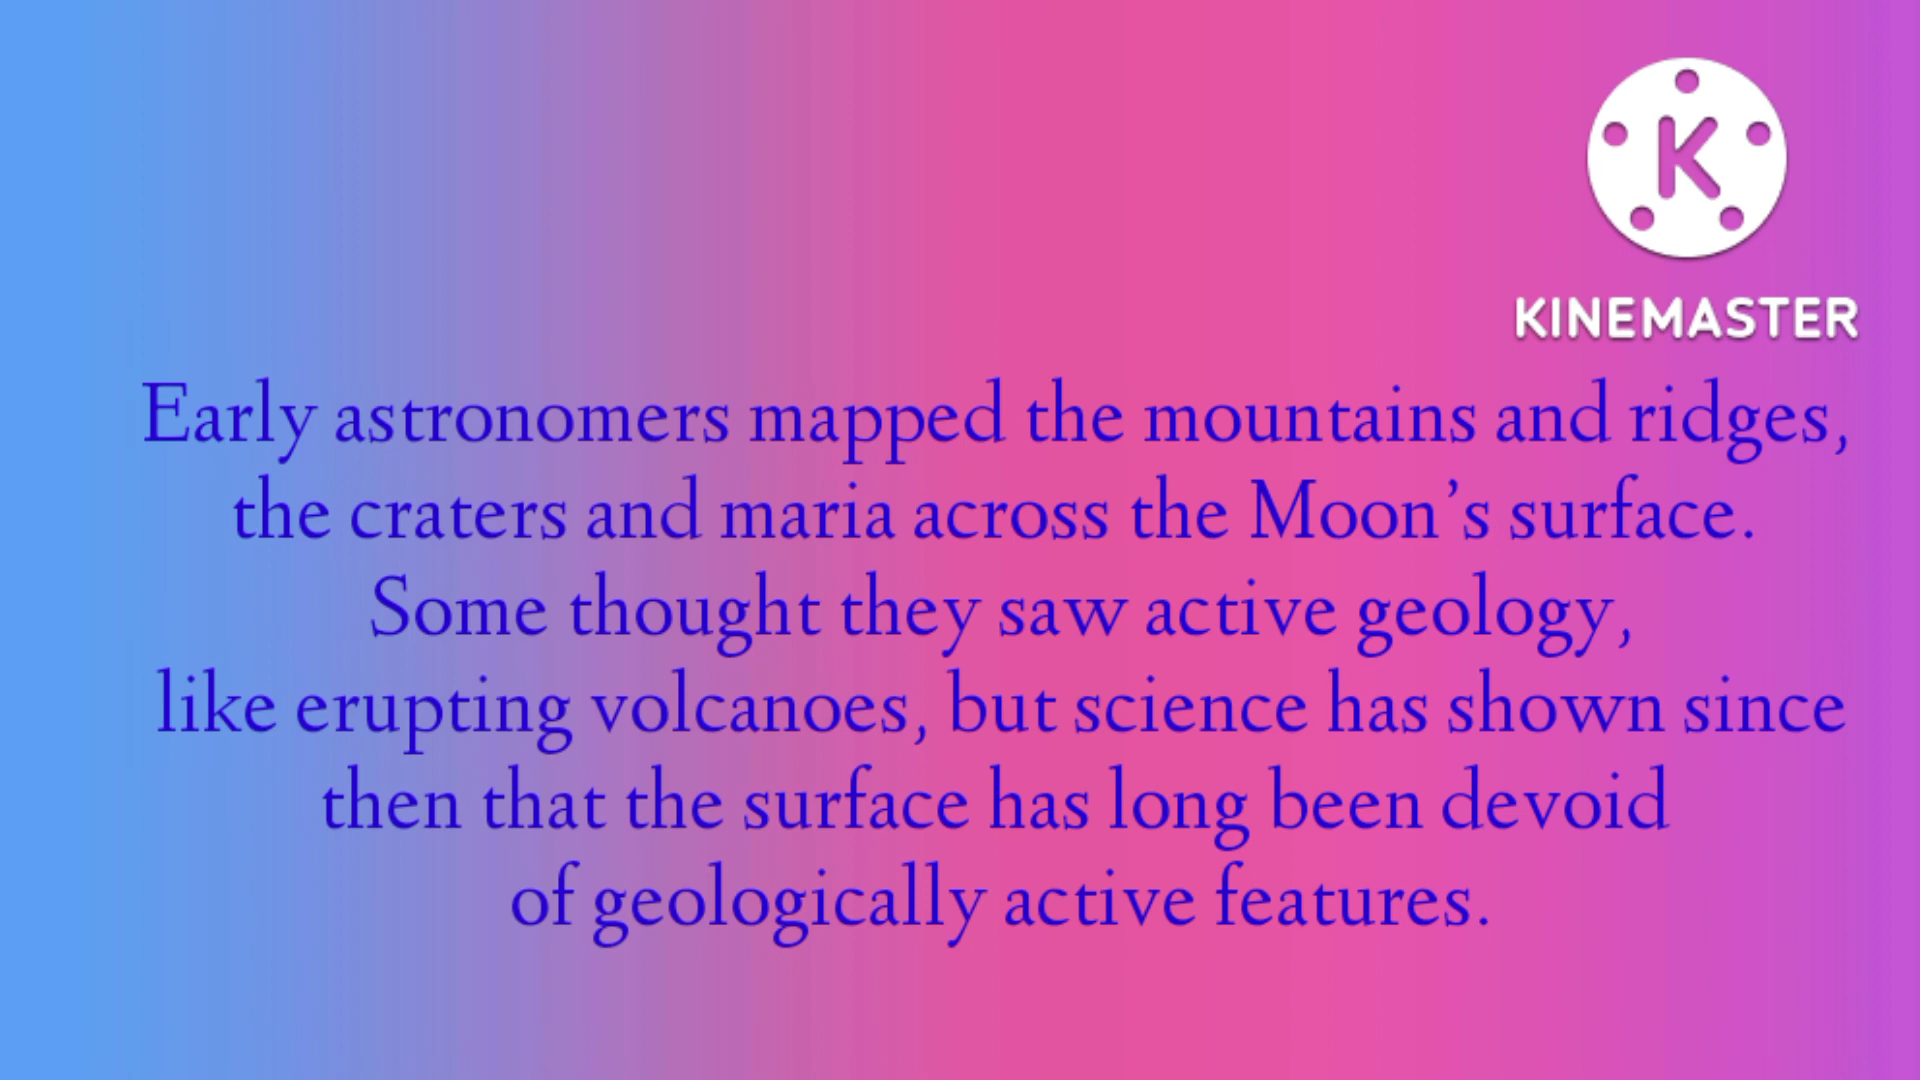 K
KINEMASTER
Early astronomers mapped the mountains and ridges,
the craters and maria across the Moon’s surface.
Some thought they saw active geology,
like erupting volcanoes, but science has shown since
then that the surface has long been devoid
of geologically active features.